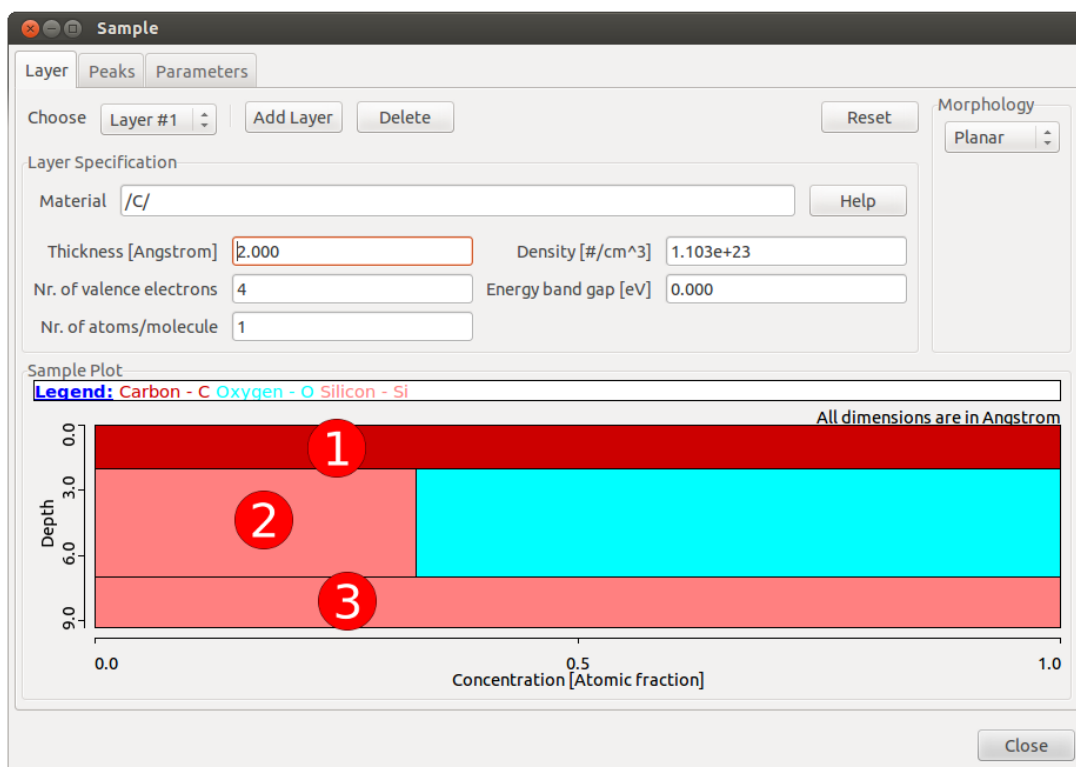 Sample
Layer Peaks Parameters
Choose Layer #1 Add Layer Delete Reset
Morphology
Planar
Layer Specification
Material /C/ Help
Thickness [Angstrom] 2.000 Density [#/cm^3] 1.103e+23
Nr. of valence electrons 4 Energy band gap [eV] 0.000
Nr. of atoms/molecule 1
Sample Plot
Legend: Carbon - C Oxygen - O Silicon - Si
All dimensions are in Angstrom
Depth
0.0
3.0
6.0
9.0
1
2
3
0.0 0.5 1.0
Concentration [Atomic fraction]
Close